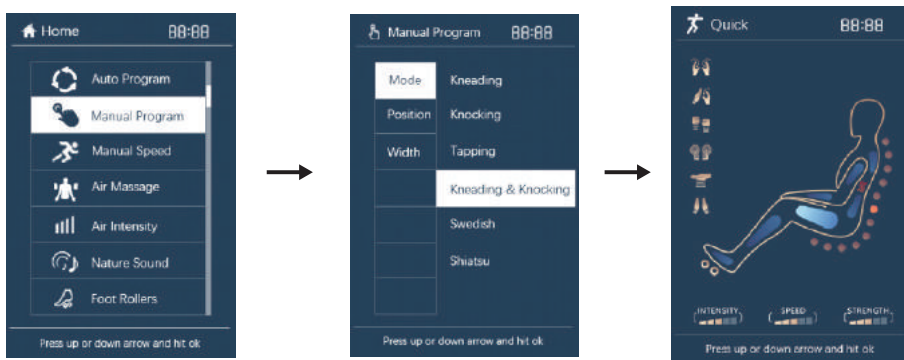 Home 88:88
Auto Program
Manual Program
Manual Speed
Air Massage
Air Intensity
Nature Sound
Foot Rollers
Press up or down arrow and hit ok
Manual Program 88:88
Mode Kneading
Position Knocking
Width Tapping
Kneading & Knocking
Swedish
Shiatsu
Press up or down arrow and hit ok
Quick 88:88
INTENSITY SPEED STRENGTH
Press up or down arrow and hit ok